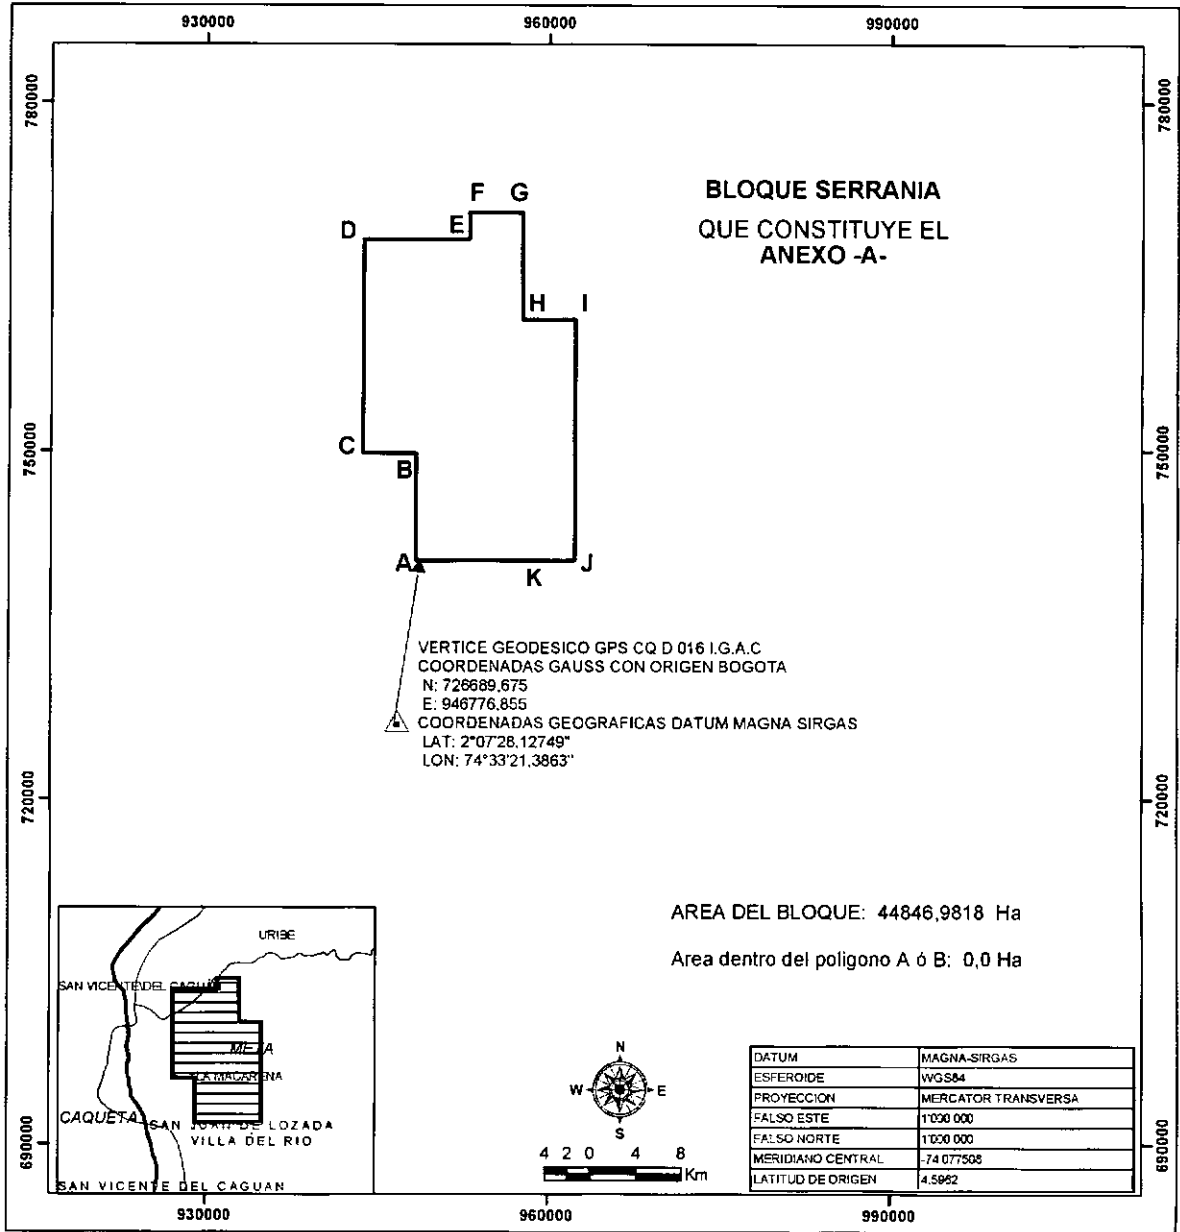 930000 960000 990000
780000 780000
BLOQUE SERRANIA
QUE CONSTITUYE EL
ANEXO -A-
F G
D E
H I
750000 750000
C
B
A K J
VERTICE GEODESICO GPS CQ D 016 I.G.A.C
COORDENADAS GAUSS CON ORIGEN BOGOTA
N: 726689,675
E: 946776,855
COORDENADAS GEOGRAFICAS DATUM MAGNA SIRGAS
LAT: 2°07'28,12749"
LON: 74°33'21,3863"
720000 720000
AREA DEL BLOQUE: 44846,9818 Ha
Area dentro del poligono A ó B: 0,0 Ha
URIBE
SAN VICENTE DEL CAGUAN
META
LA MACARENA
CAQUETA
SAN JUAN DE LOZADA
VILLA DEL RIO
SAN VICENTE DEL CAGUAN
N
W E
S
4 2 0 4 8
Km
DATUM MAGNA-SIRGAS
ESFEROIDE WGS84
PROYECCION MERCATOR TRANSVERSA
FALSO ESTE 1'000 000
FALSO NORTE 1'000 000
MERIDIANO CENTRAL -74 077508
LATITUD DE ORIGEN 4.5962
690000 690000
930000 960000 990000